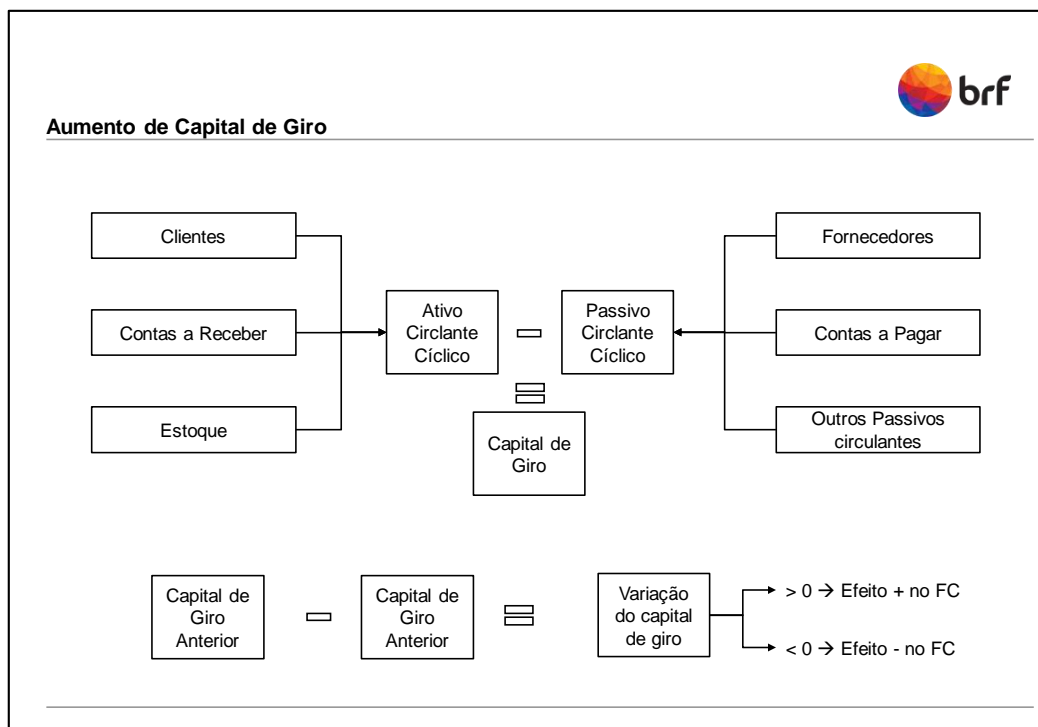 brf
Aumento de Capital de Giro
Clientes
Fornecedores
Ativo
Circlante
Cíclico
Passivo
Circlante
Cíclico
Contas a Receber
Contas a Pagar
Estoque
Outros Passivos
circulantes
Capital de
Giro
Capital de
Giro
Anterior
Capital de
Giro
Anterior
Variação
do capital
de giro
> 0 → Efeito + no FC
< 0 → Efeito - no FC